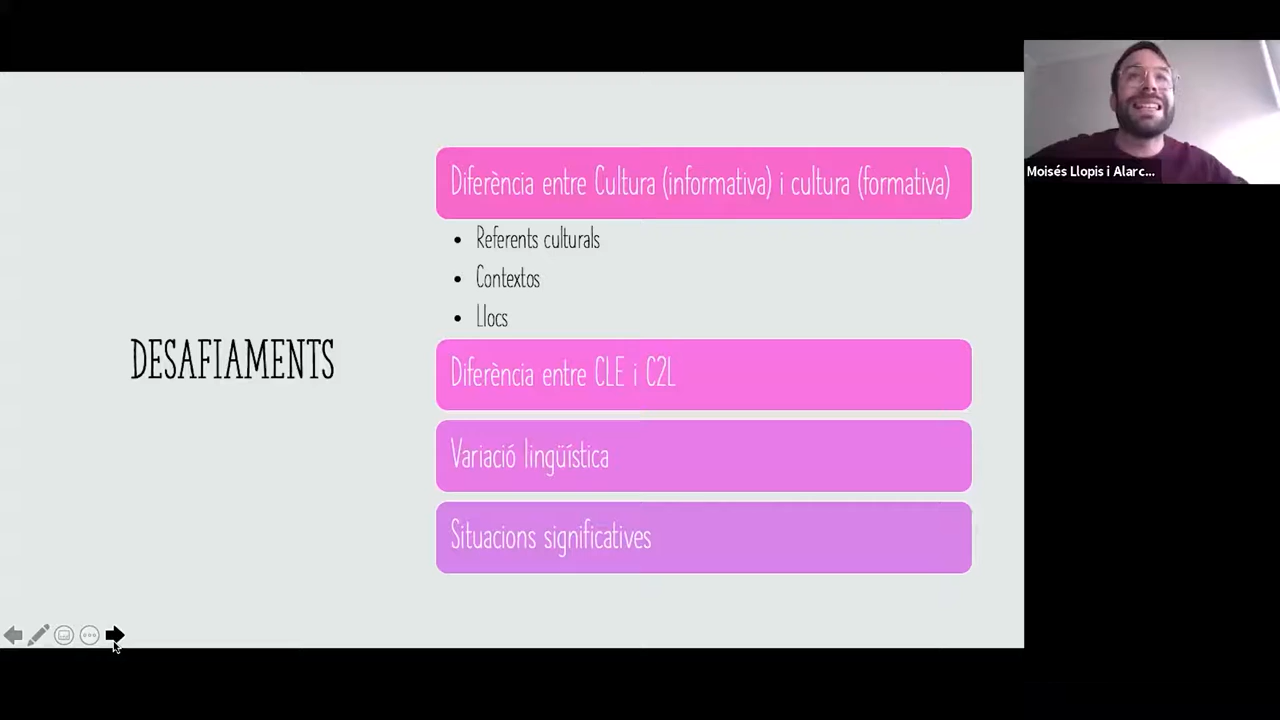 Diferència entre Cultura (informativa) i cultura (formativa)
• Referents culturals
• Contextos
• Llocs
DESAFIAMENTS
Diferència entre CLE i C2L
Variació lingüística
Situacions significatives
Moisés Llopis i Alarc...